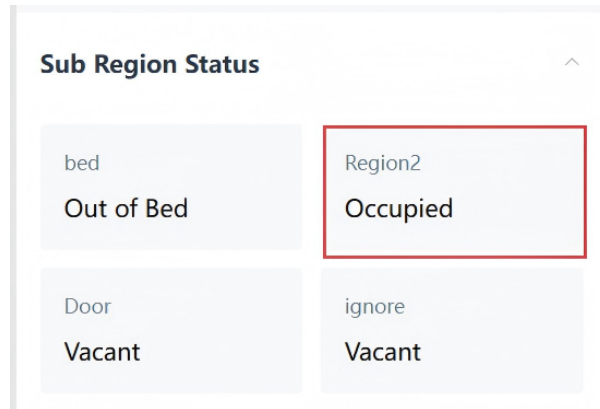 Sub Region Status
bed
Out of Bed
Region2
Occupied
Door
Vacant
ignore
Vacant